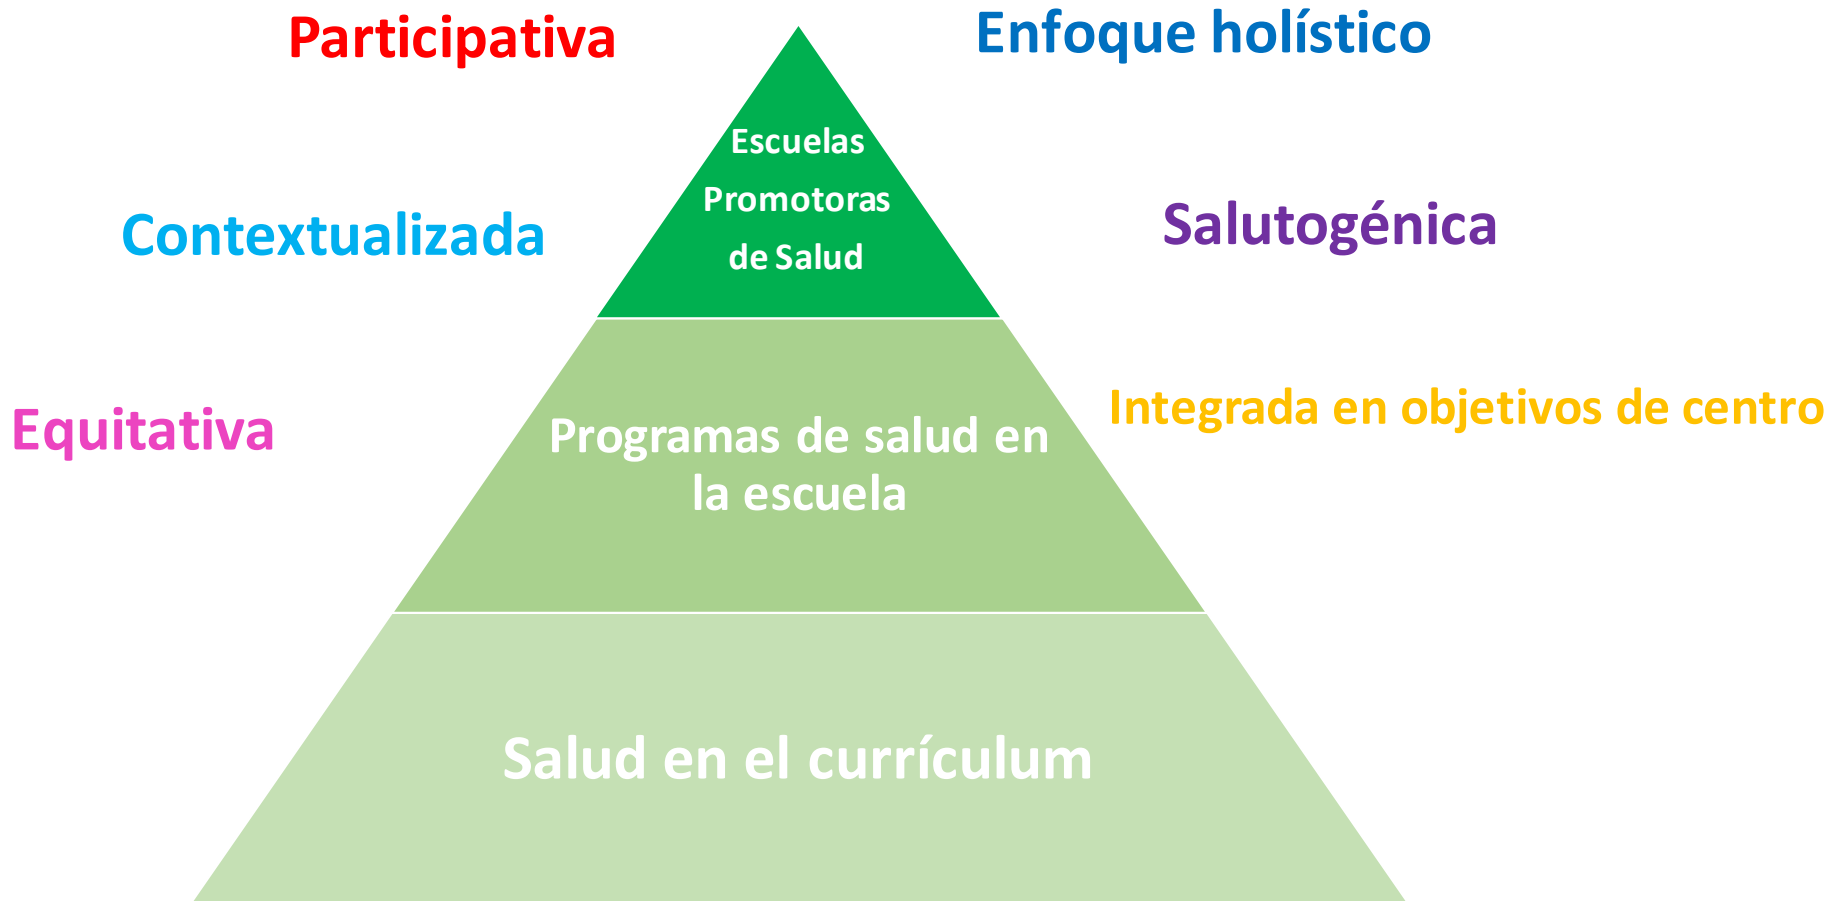 Participativa
Enfoque holístico
Escuelas
Promotoras
de Salud
Contextualizada
Salutogénica
Equitativa
Integrada en objetivos de centro
Programas de salud en
la escuela
Salud en el currículum